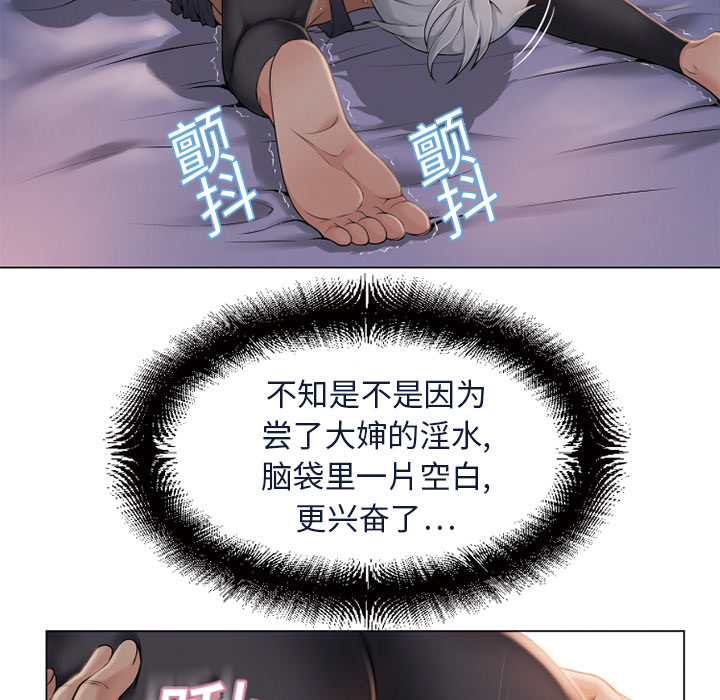 颤抖
颤抖
不知是不是因为
尝了大婶的淫水,
脑袋里一片空白,
更兴奋了...